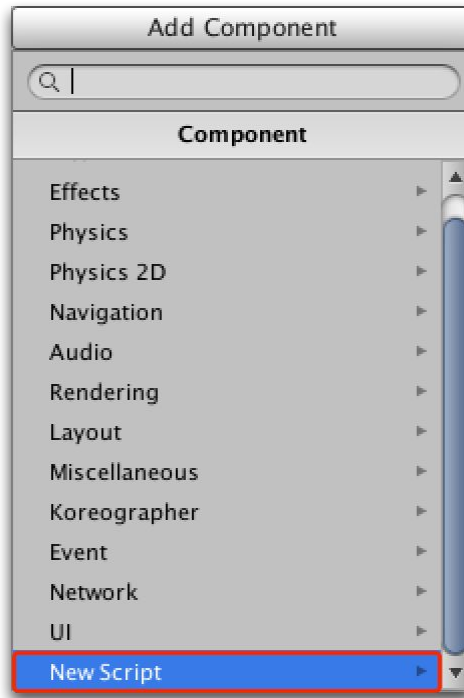 Add Component
Component
Effects
Physics
Physics 2D
Navigation
Audio
Rendering
Layout
Miscellaneous
Koreographer
Event
Network
UI
New Script